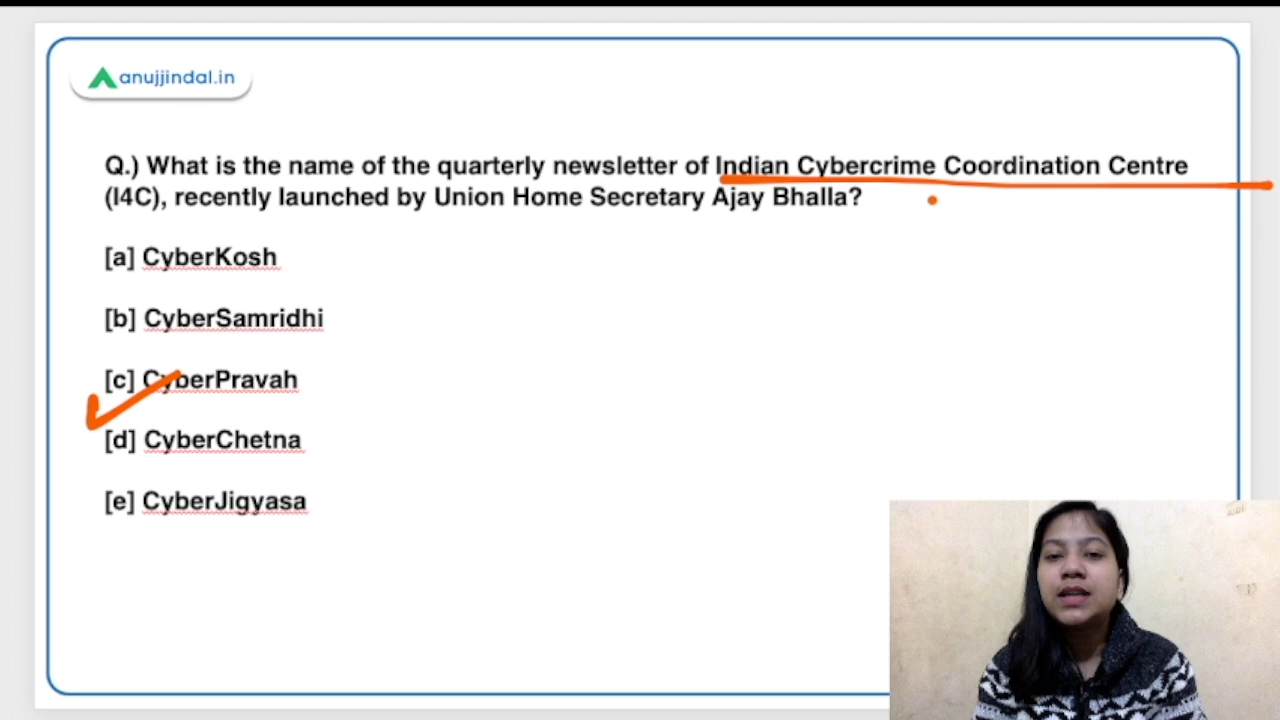 anujjindal.in
Q.) What is the name of the quarterly newsletter of Indian Cybercrime Coordination Centre
(I4C), recently launched by Union Home Secretary Ajay Bhalla?
[a] CyberKosh
[b] CyberSamridhi
[c] CyberPravah
[d] CyberChetna
[e] CyberJigyasa